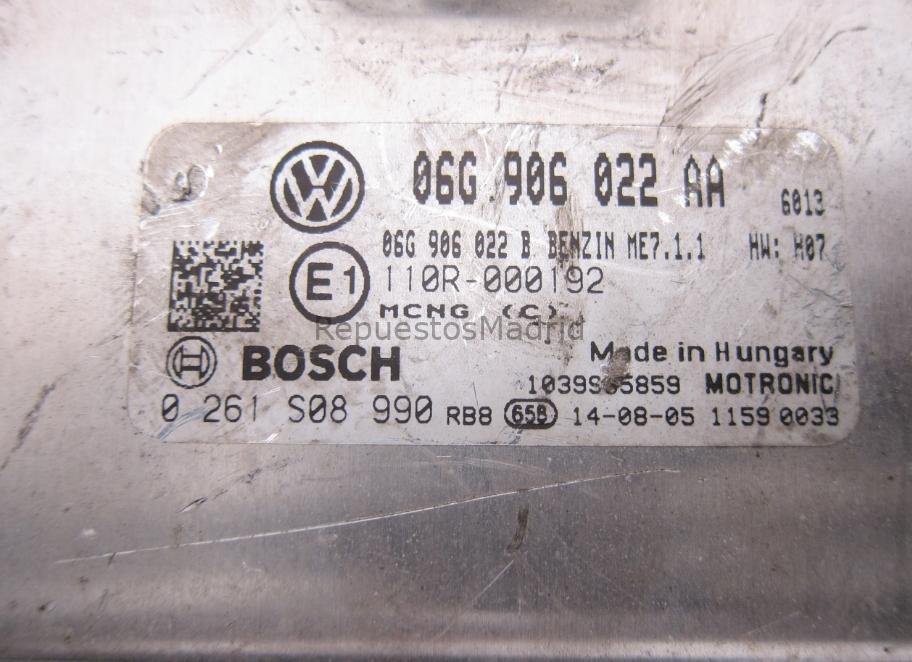 06G 906 022 AA 6013
06G 906 022 B BENZIN ME7.1.1 HW: H07
E1 110R-000192
MCNG (C)
RepuestosMadrid
BOSCH Made in Hungary
MOTRONIC
0 261 S08 990 RB8 658 14-08-05 1159 0033